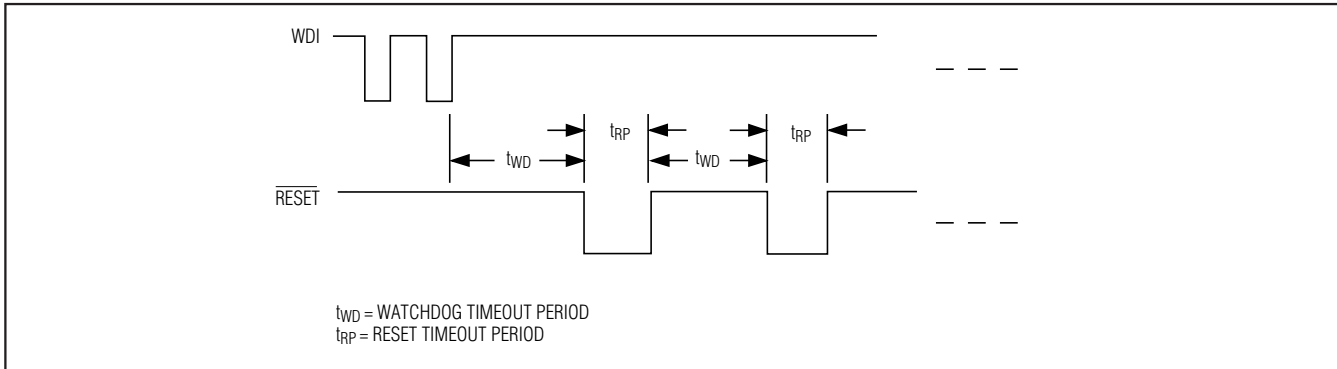 WDI
tRP
tRP
tWD
tWD
RESET
tWD = WATCHDOG TIMEOUT PERIOD
tRP = RESET TIMEOUT PERIOD